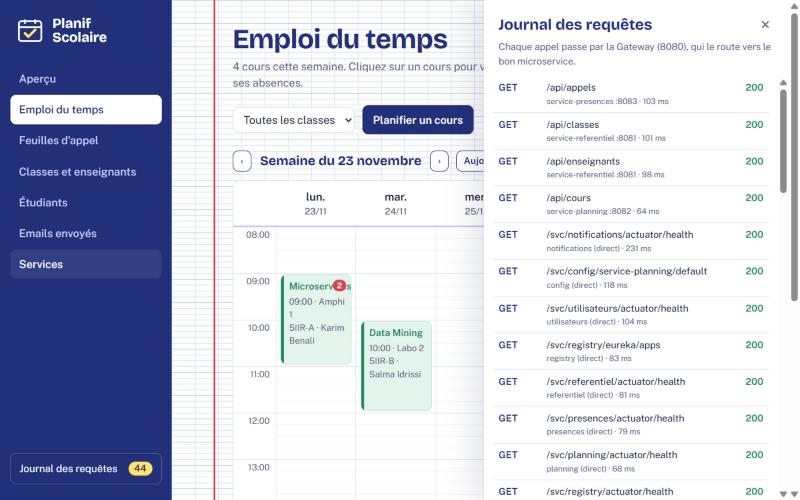 Planif
Scolaire
Aperçu
Emploi du temps
Feuilles d'appel
Classes et enseignants
Étudiants
Emails envoyés
Services
Journal des requêtes 44
Emploi du temps
4 cours cette semaine. Cliquez sur un cours pour
ses absences.
Toutes les classes
Planifier un cours
‹ Semaine du 23 novembre ›
lun.
23/11
mar.
24/11
08:00
09:00
10:00
11:00
12:00
13:00
2
09:00 · Amphi
1
5IIR-A · Karim
Benali
Data Mining
10:00 · Labo 2
5IIR-B ·
Salma Idrissi
Journal des requêtes ×
Chaque appel passe par la Gateway (8080), qui le route vers le
bon microservice.
GET /api/appels 200
service-presences :8083 · 103 ms
GET /api/classes 200
service-referentiel :8081 · 101 ms
GET /api/enseignants 200
service-referentiel :8081 · 98 ms
GET /api/cours 200
service-planning :8082 · 64 ms
GET /svc/notifications/actuator/health 200
notifications (direct) · 231 ms
GET /svc/config/service-planning/default 200
config (direct) · 118 ms
GET /svc/utilisateurs/actuator/health 200
utilisateurs (direct) · 104 ms
GET /svc/registry/eureka/apps 200
registry (direct) · 83 ms
GET /svc/referentiel/actuator/health 200
referentiel (direct) · 81 ms
GET /svc/presences/actuator/health 200
presences (direct) · 79 ms
GET /svc/planning/actuator/health 200
planning (direct) · 68 ms
GET /svc/registry/actuator/health 200